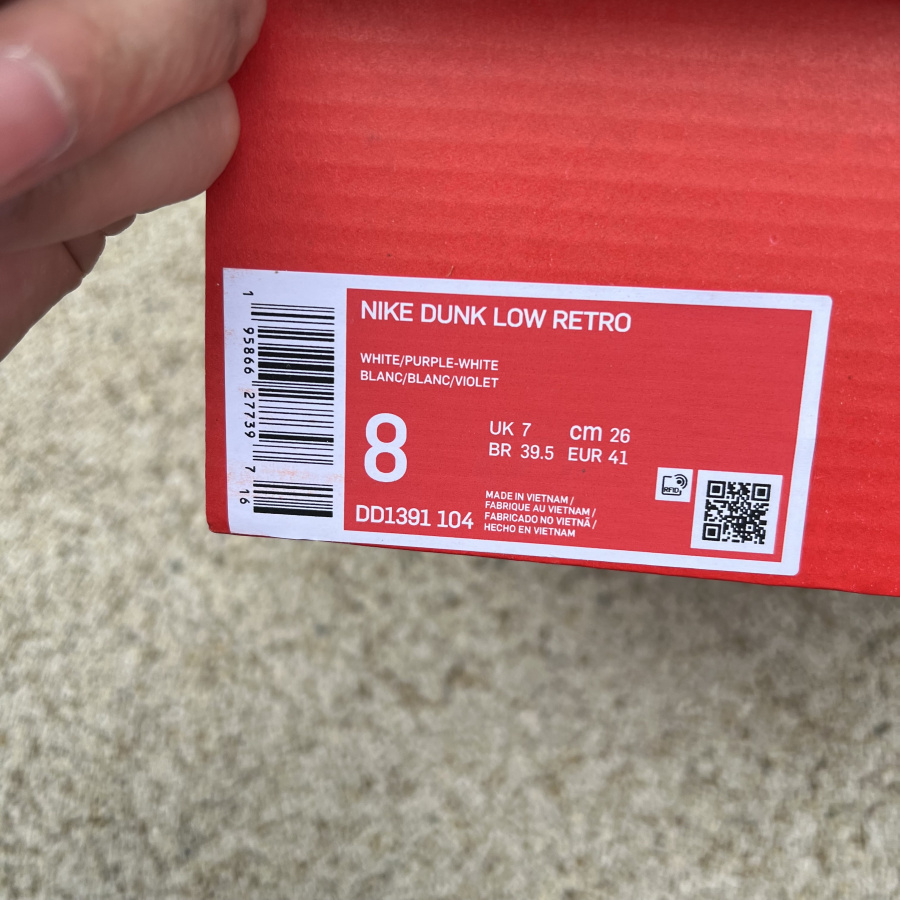 NIKE DUNK LOW RETRO
WHITE/PURPLE-WHITE
BLANC/BLANC/VIOLET
8
UK 7 cm 26
BR 39.5 EUR 41
DD1391 104
MADE IN VIETNAM /
FABRIQUE AU VIETNAM /
FABRICADO NO VIETNÃ /
HECHO EN VIETNAM
RFID
1 95866 27739 7 16